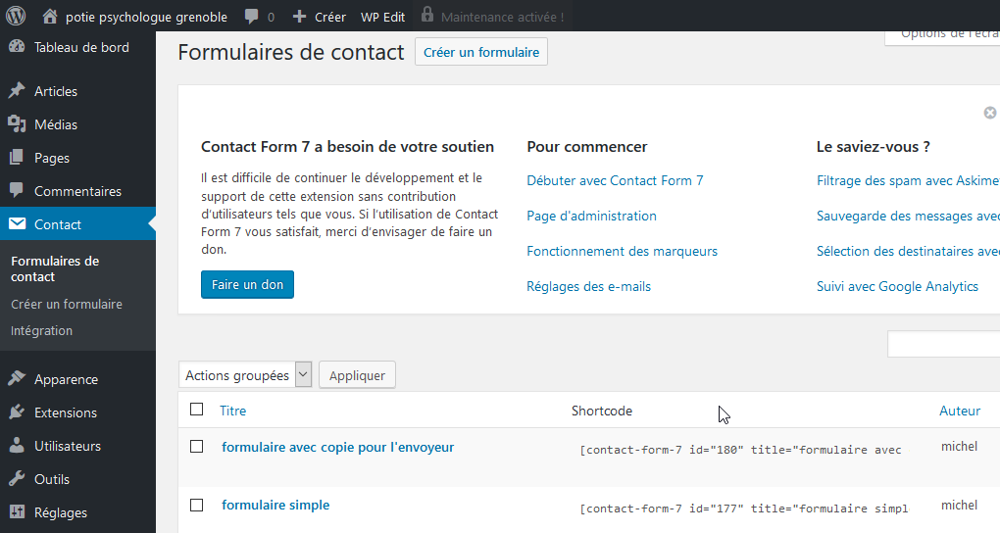 potie psychologue grenoble 0 + Créer WP Edit Maintenance activée !
Tableau de bord
Articles
Médias
Pages
Commentaires
Contact
Formulaires de
contact
Créer un formulaire
Intégration
Apparence
Extensions
Utilisateurs
Outils
Réglages
Options de l'écra
Formulaires de contact Créer un formulaire
Contact Form 7 a besoin de votre soutien
Il est difficile de continuer le développement et le
support de cette extension sans contribution
d'utilisateurs tels que vous. Si l'utilisation de Contact
Form 7 vous satisfait, merci d'envisager de faire un
don.
Faire un don
Pour commencer
Débuter avec Contact Form 7
Page d'administration
Fonctionnement des marqueurs
Réglages des e-mails
Le saviez-vous ?
Filtrage des spam avec Askime
Sauvegarde des messages avec
Sélection des destinataires avec
Suivi avec Google Analytics
Actions groupées Appliquer
Titre Shortcode Auteur
formulaire avec copie pour l'envoyeur [contact-form-7 id="180" title="formulaire avec michel
formulaire simple [contact-form-7 id="177" title="formulaire simpl michel